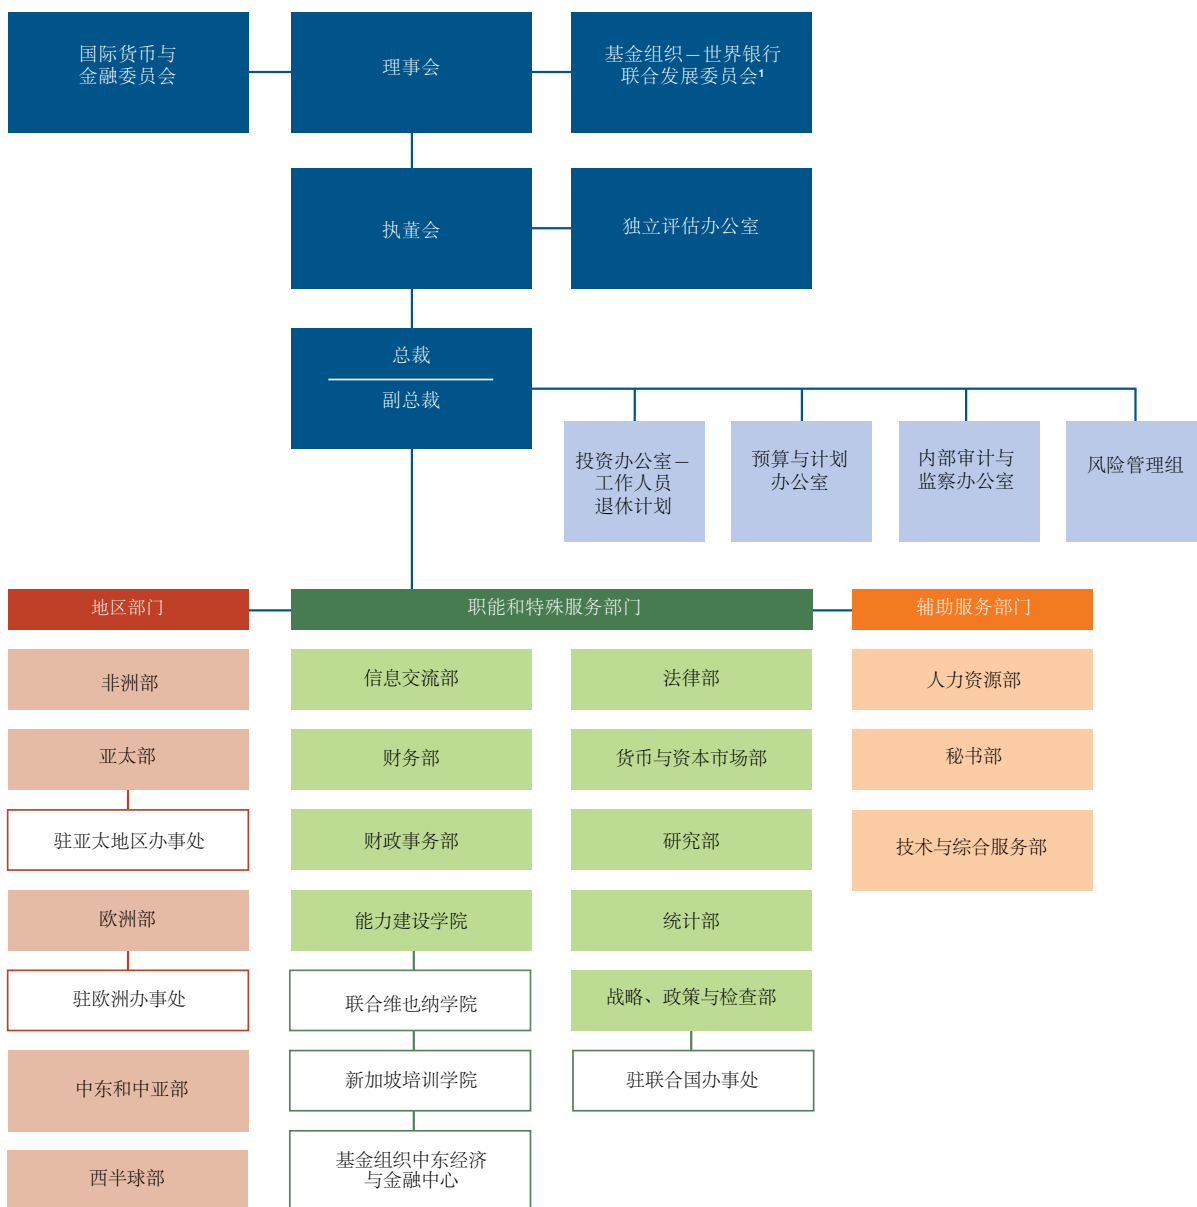 国际货币与
金融委员会
理事会
基金组织－世界银行
联合发展委员会¹
执董会
独立评估办公室
总裁
副总裁
投资办公室－
工作人员
退休计划
预算与计划
办公室
内部审计与
监察办公室
风险管理组
地区部门
职能和特殊服务部门
辅助服务部门
非洲部
信息交流部
法律部
人力资源部
亚太部
财务部
货币与资本市场部
秘书部
驻亚太地区办事处
财政事务部
研究部
技术与综合服务部
欧洲部
能力建设学院
统计部
驻欧洲办事处
联合维也纳学院
战略、政策与检查部
中东和中亚部
新加坡培训学院
驻联合国办事处
西半球部
基金组织中东经济
与金融中心